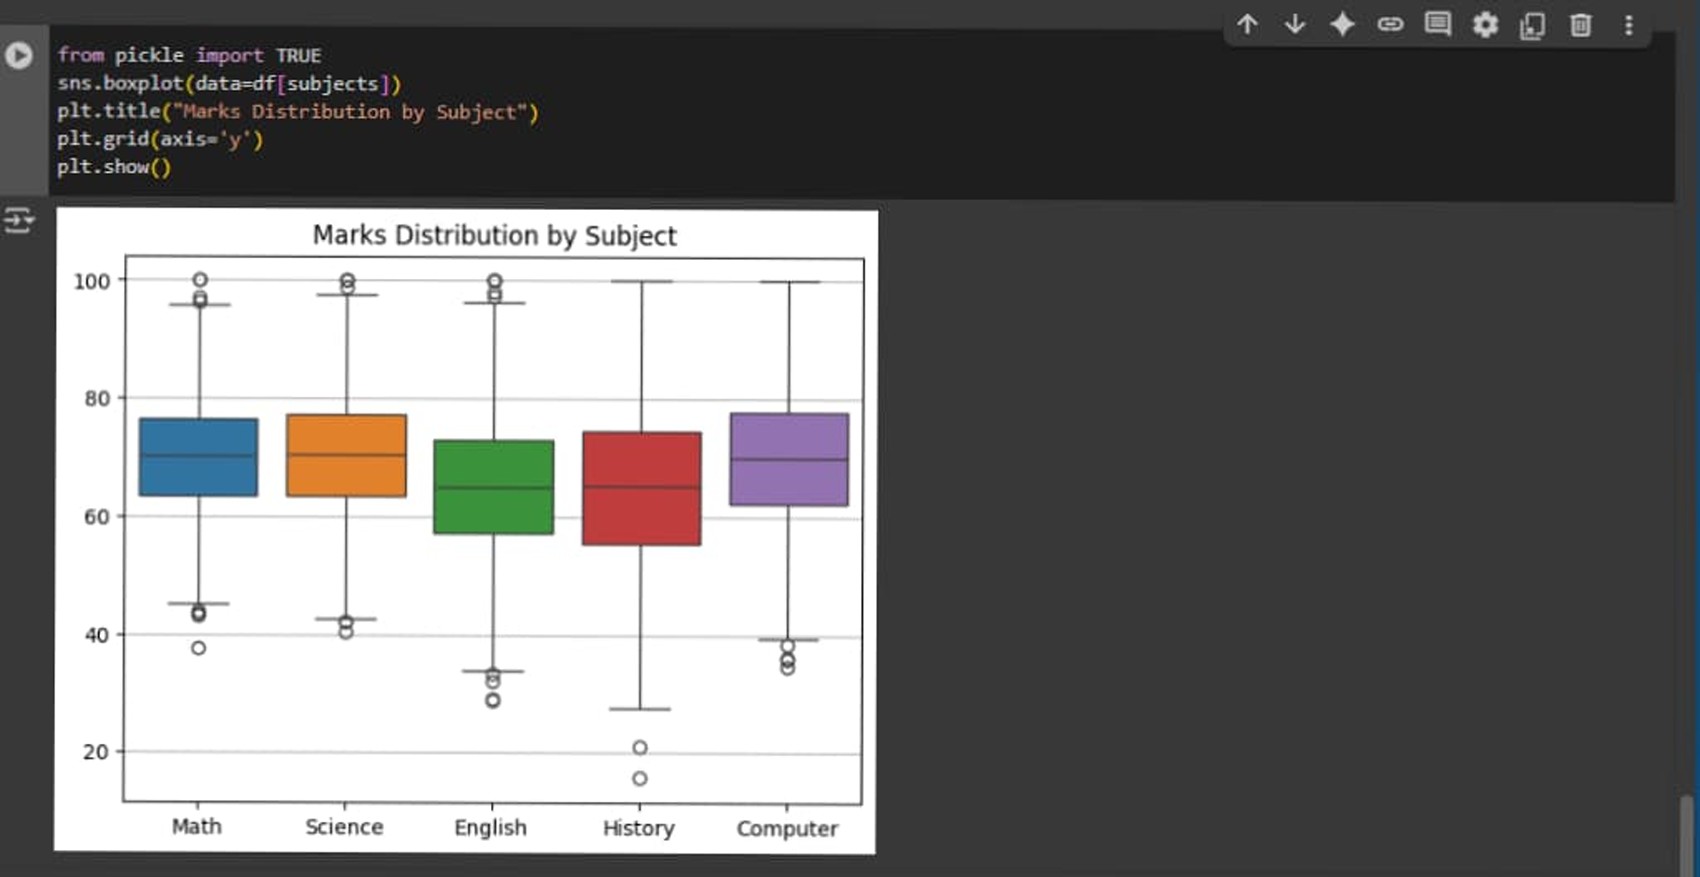 from pickle import TRUE
sns.boxplot(data=df[subjects])
plt.title("Marks Distribution by Subject")
plt.grid(axis='y')
plt.show()
Marks Distribution by Subject
100
80
60
40
20
Math Science English History Computer